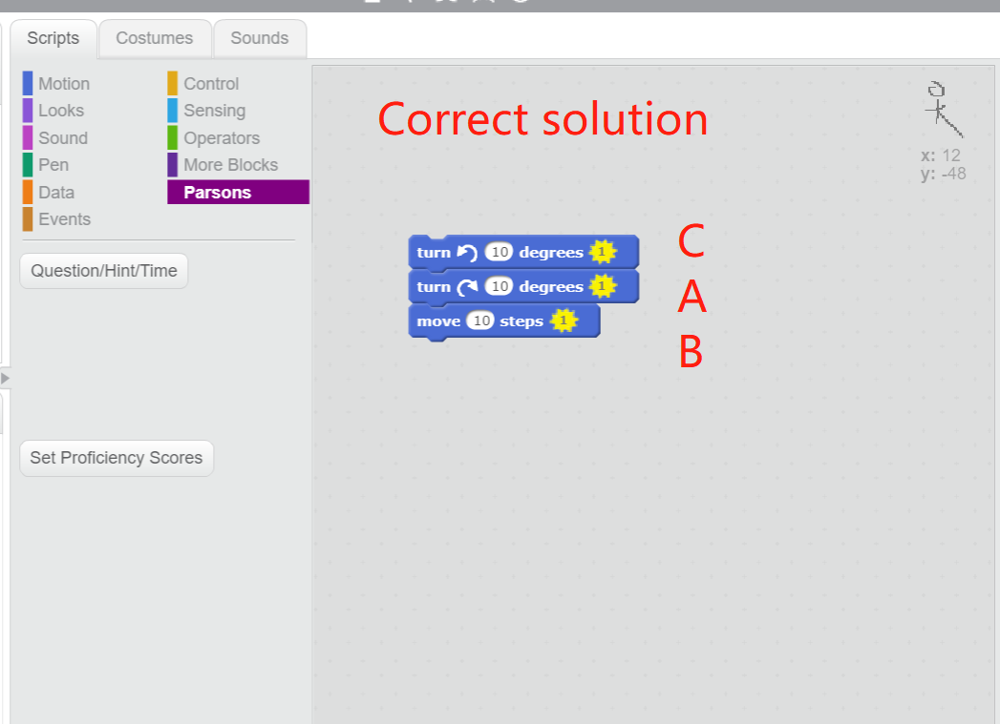 Scripts Costumes Sounds
Motion Control
Looks Sensing
Sound Operators
Pen More Blocks
Data Parsons
Events
Question/Hint/Time
Set Proficiency Scores
Correct solution
x: 12
y: -48
turn 10 degrees 1 C
turn 10 degrees 1 A
move 10 steps 1 B